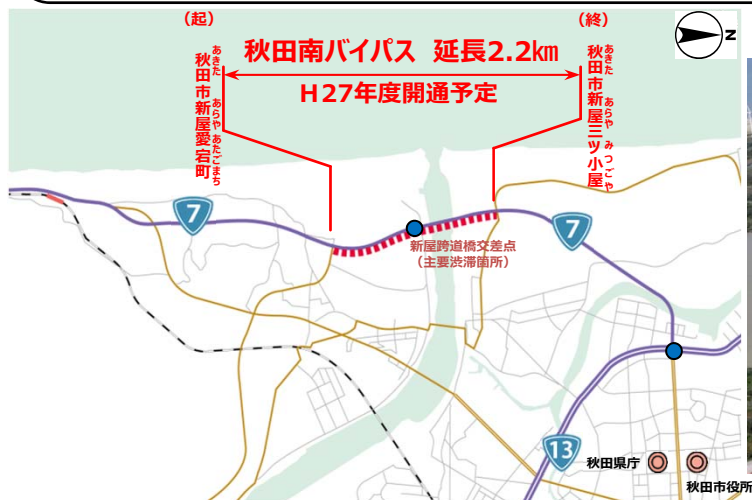 (起)
秋田市新屋愛宕町
あきた あらや あたごまち
秋田南バイパス 延長2.2㎞
H27年度開通予定
(終)
秋田市新屋三ツ小屋
あきた あらや みつごや
N
7
新屋跨道橋交差点
(主要渋滞箇所)
7
13
秋田県庁
秋田市役所